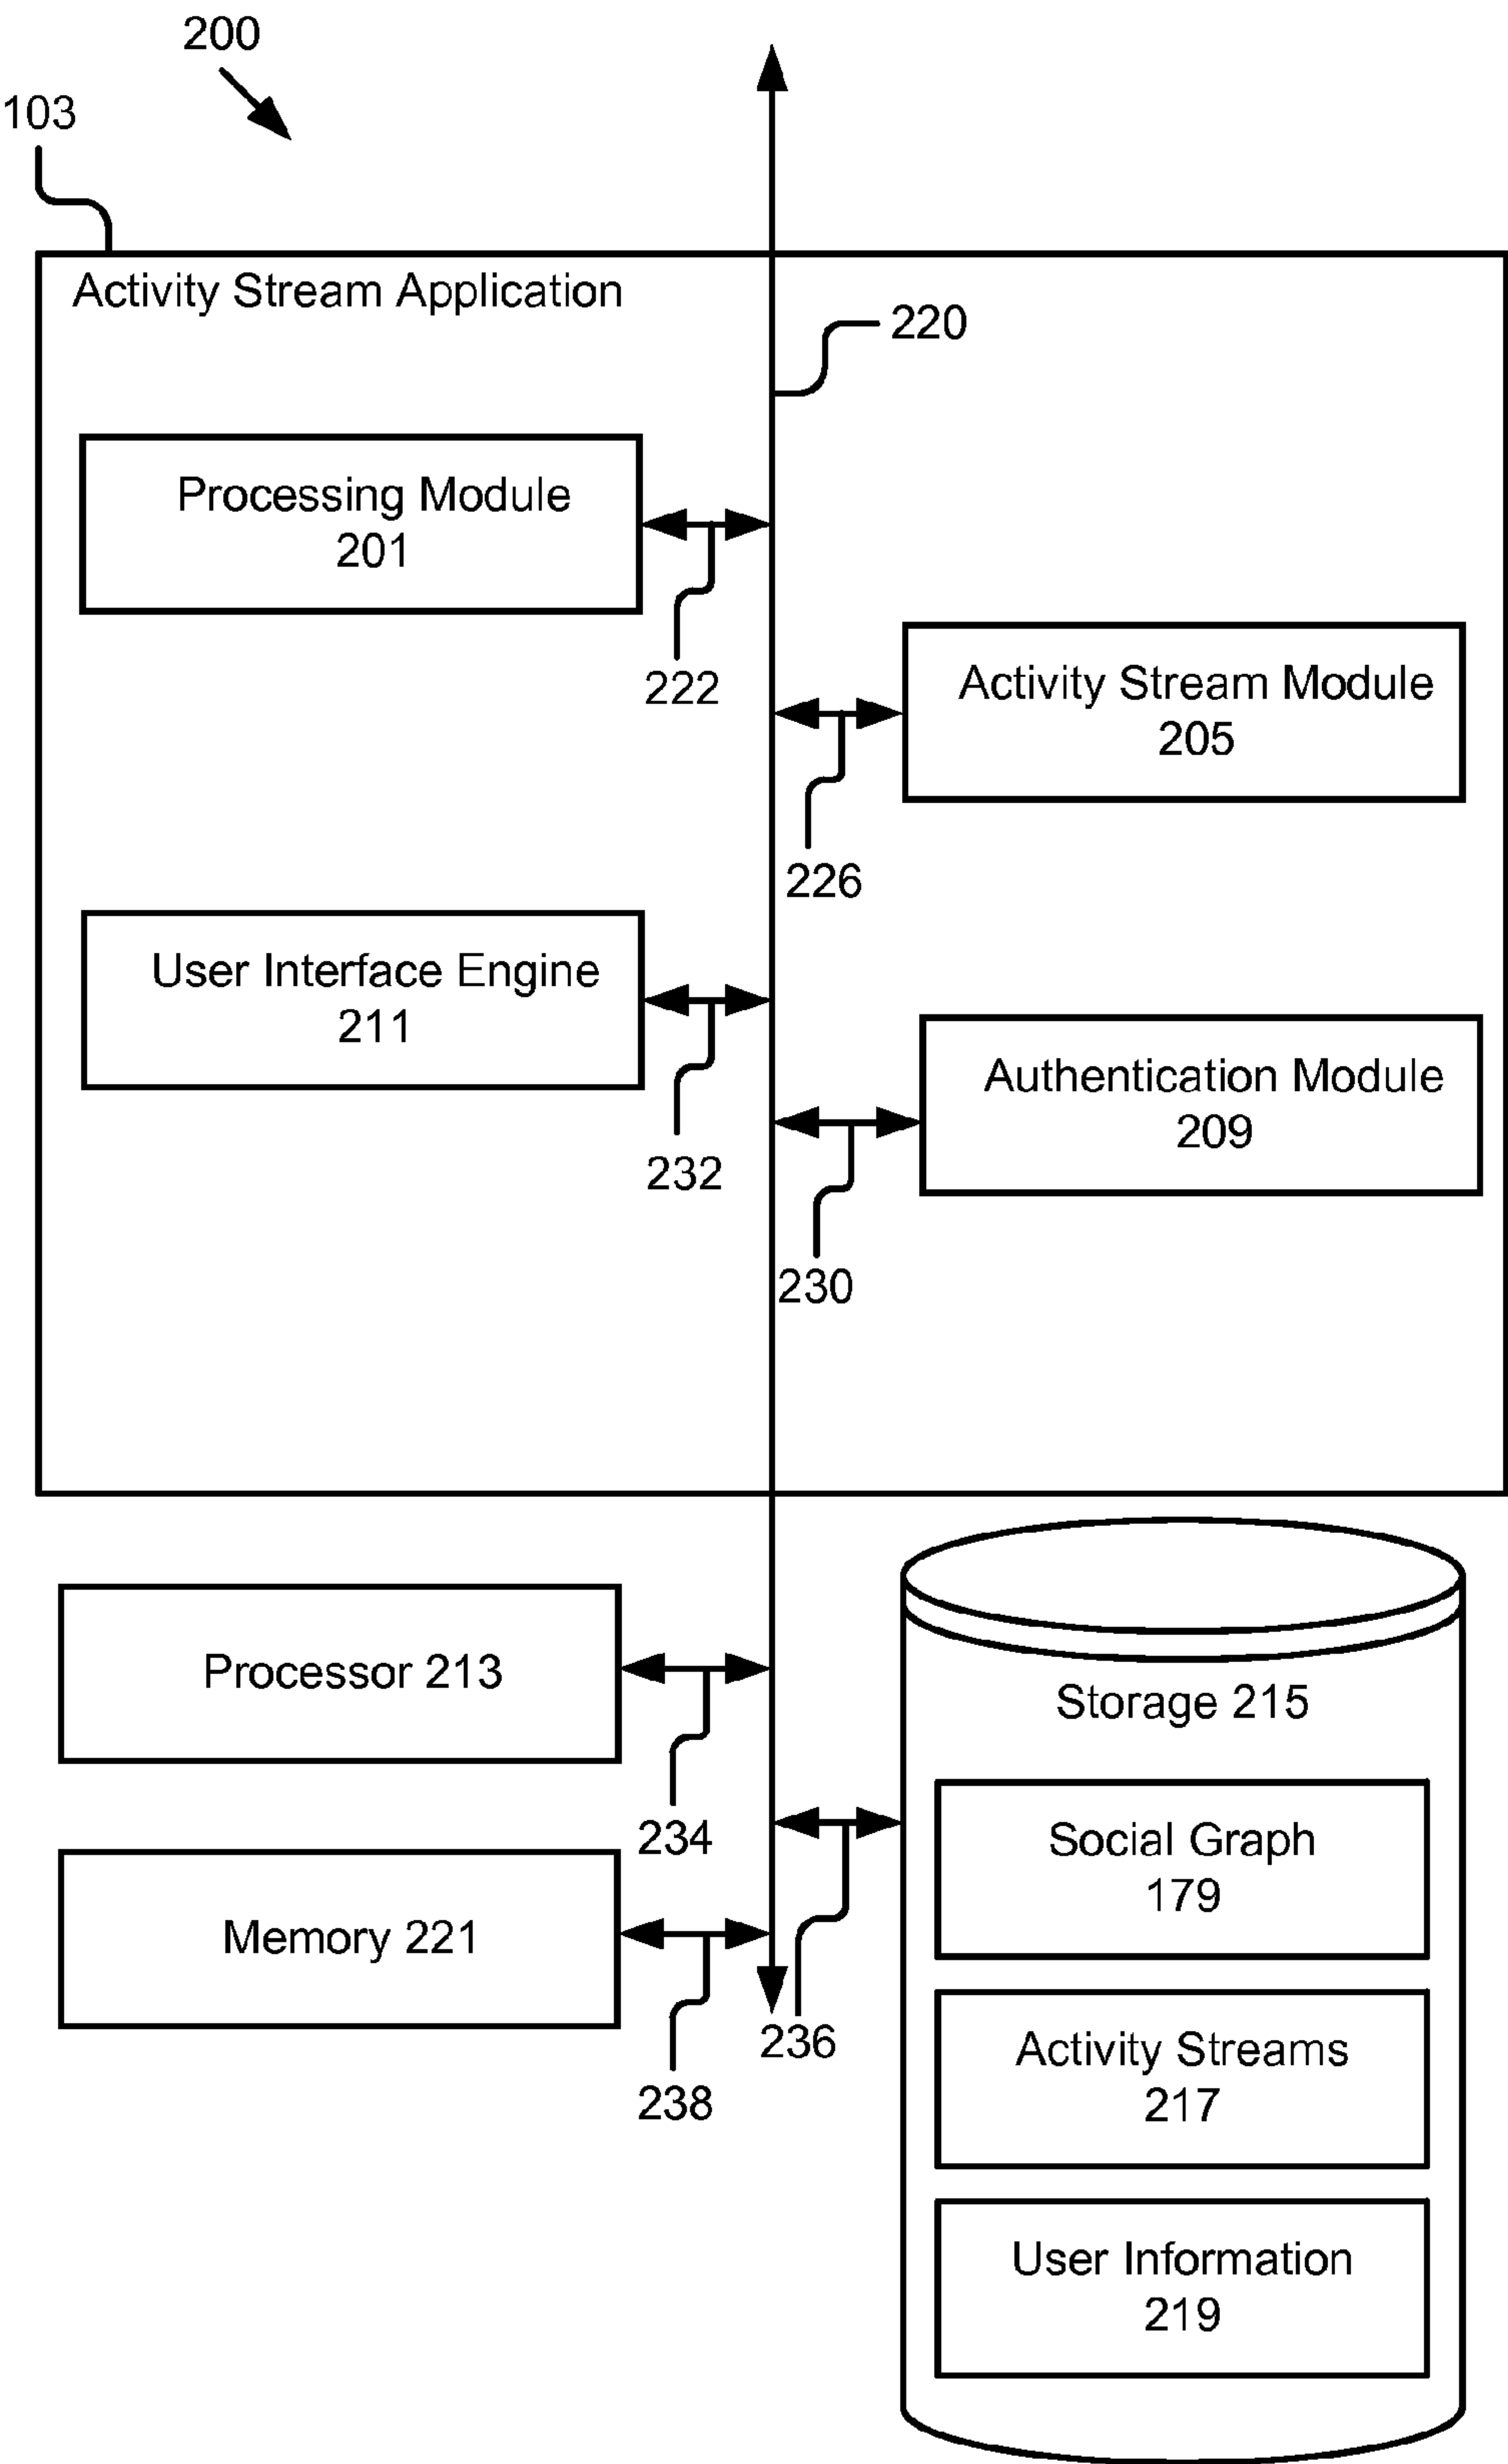 200
103
Activity Stream Application
220
Processing Module
201
222
Activity Stream Module
205
226
User Interface Engine
211
232
Authentication Module
209
230
Processor 213
234
Storage 215
Social Graph
179
Memory 221
238
236
Activity Streams
217
User Information
219